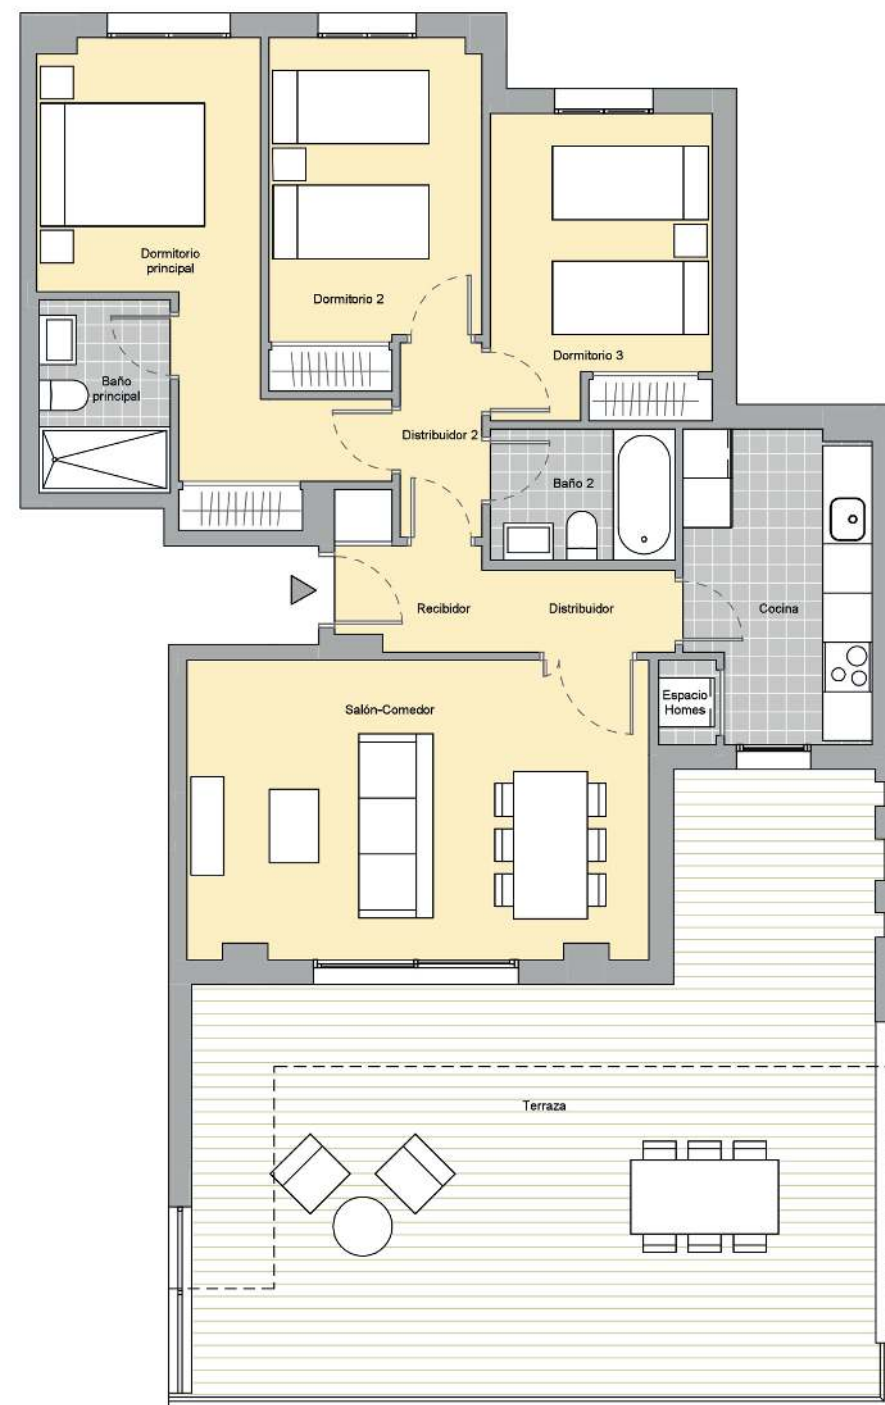 Dormitorio
principal
Dormitorio 2
Dormitorio 3
Baño
principal
Distribuidor 2
Baño 2
Recibidor
Distribuidor
Cocina
Espacio
Homes
Salón-Comedor
Terraza